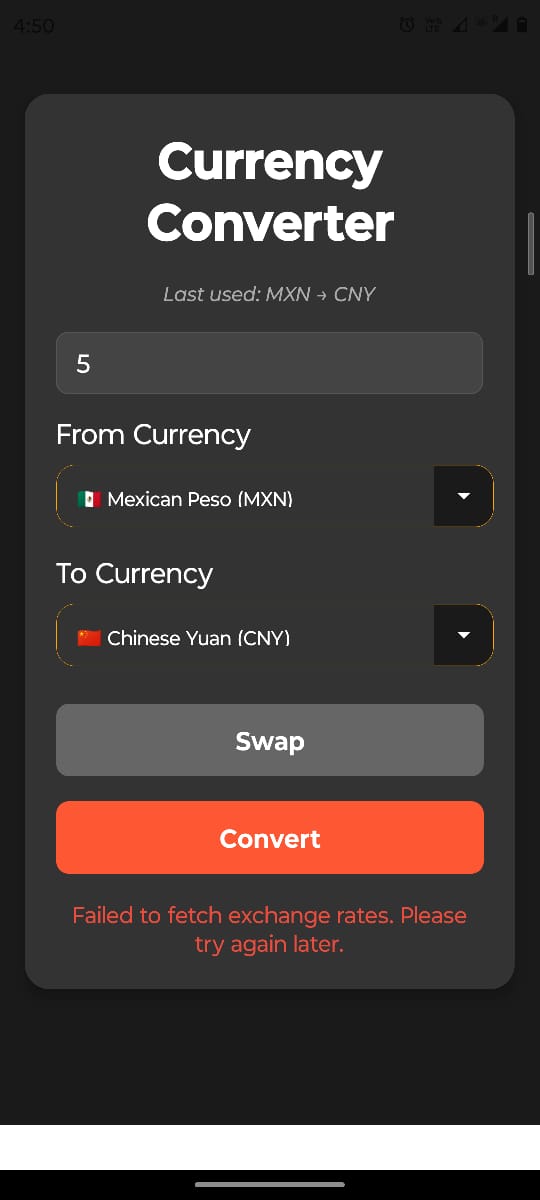 4:50
Currency
Converter
Last used: MXN → CNY
5
From Currency
Mexican Peso (MXN)
To Currency
Chinese Yuan (CNY)
Swap
Convert
Failed to fetch exchange rates. Please
try again later.